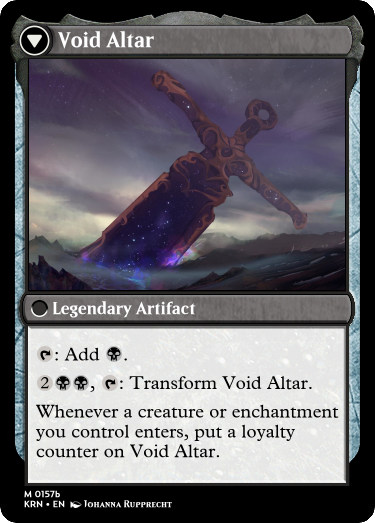 Void Altar
Legendary Artifact
: Add .
2, : Transform Void Altar.
Whenever a creature or enchantment
you control enters, put a loyalty
counter on Void Altar.
M 0157b
KRN • EN Johanna Rupprecht